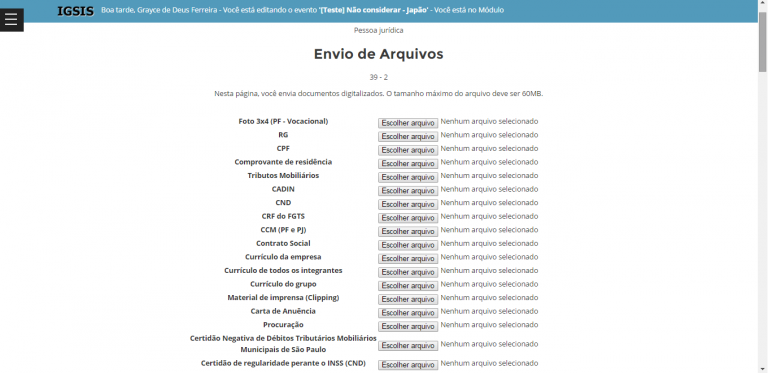 IGSIS Boa tarde, Grayce de Deus Ferreira - Você está editando o evento '[Teste] Não considerar - Japão' - Você está no Módulo
Pessoa jurídica
Envio de Arquivos
39 - 2
Nesta página, você envia documentos digitalizados. O tamanho máximo do arquivo deve ser 60MB.
Foto 3x4 (PF - Vocacional) Escolher arquivo Nenhum arquivo selecionado
RG Escolher arquivo Nenhum arquivo selecionado
CPF Escolher arquivo Nenhum arquivo selecionado
Comprovante de residência Escolher arquivo Nenhum arquivo selecionado
Tributos Mobiliários Escolher arquivo Nenhum arquivo selecionado
CADIN Escolher arquivo Nenhum arquivo selecionado
CND Escolher arquivo Nenhum arquivo selecionado
CRF do FGTS Escolher arquivo Nenhum arquivo selecionado
CCM (PF e PJ) Escolher arquivo Nenhum arquivo selecionado
Contrato Social Escolher arquivo Nenhum arquivo selecionado
Currículo da empresa Escolher arquivo Nenhum arquivo selecionado
Currículo de todos os integrantes Escolher arquivo Nenhum arquivo selecionado
Currículo do grupo Escolher arquivo Nenhum arquivo selecionado
Material de imprensa (Clipping) Escolher arquivo Nenhum arquivo selecionado
Carta de Anuência Escolher arquivo Nenhum arquivo selecionado
Procuração Escolher arquivo Nenhum arquivo selecionado
Certidão Negativa de Débitos Tributários Mobiliários
Municipais de São Paulo Escolher arquivo Nenhum arquivo selecionado
Certidão de regularidade perante o INSS (CND) Escolher arquivo Nenhum arquivo selecionado